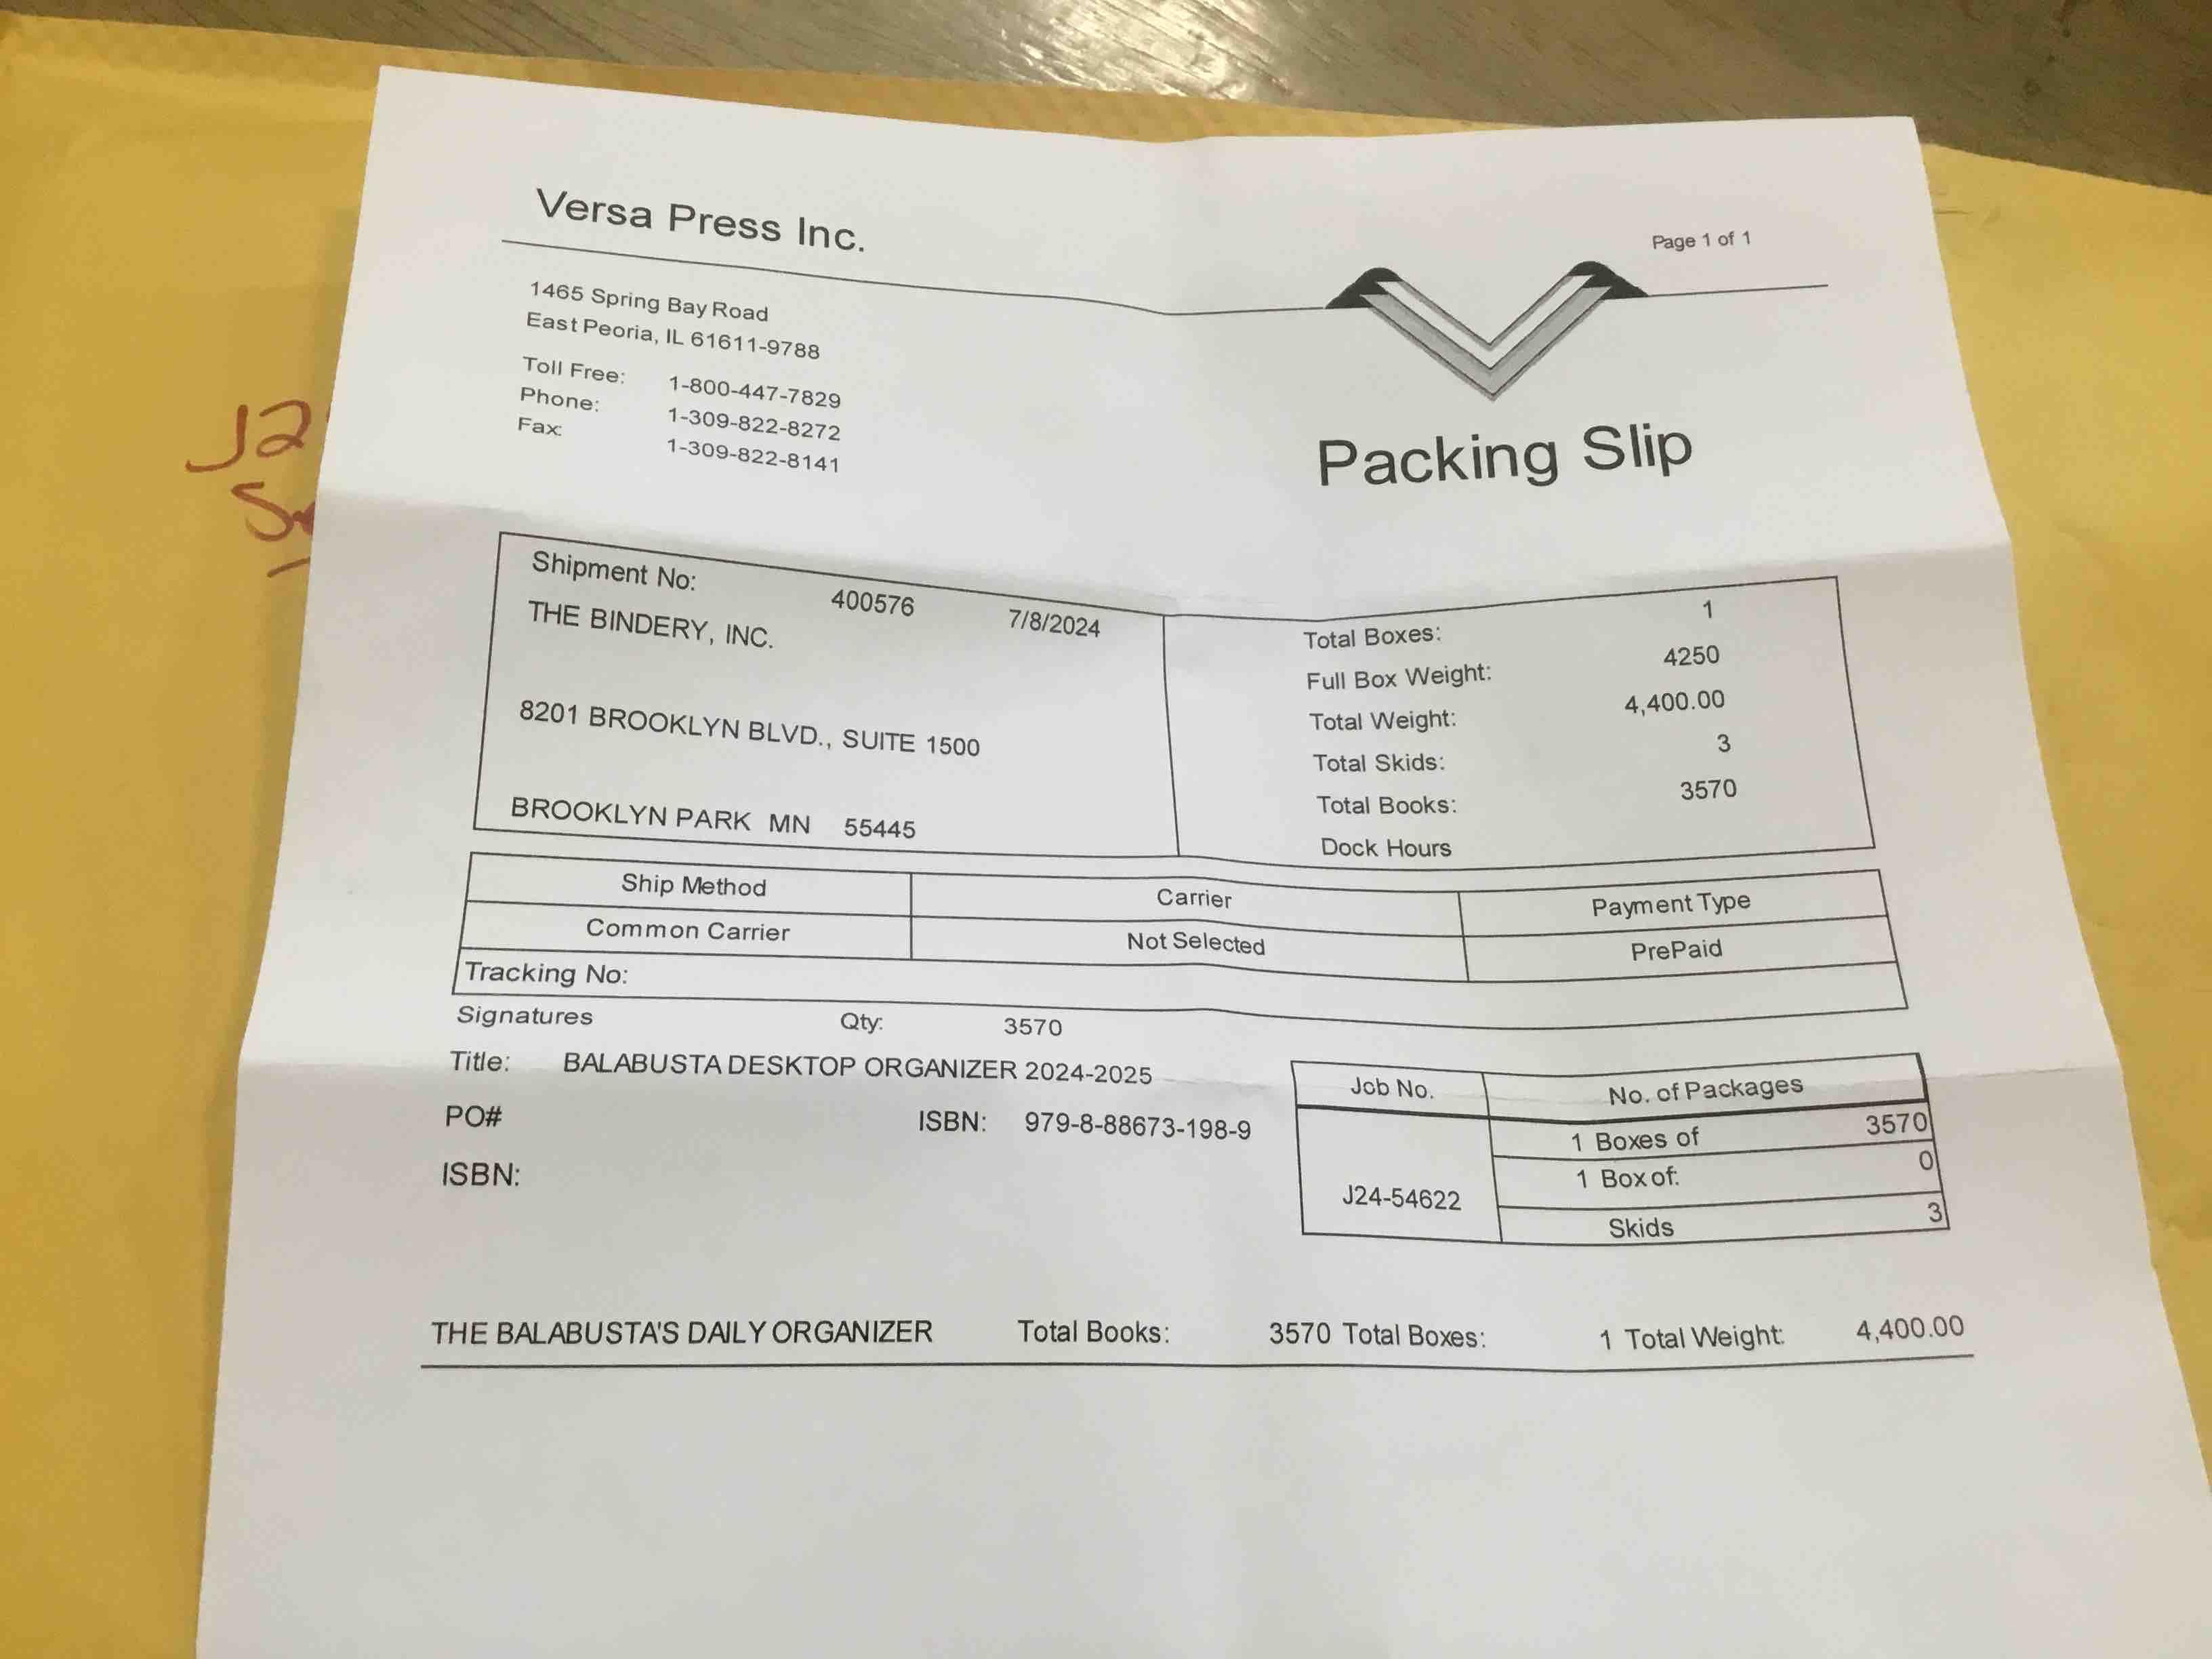 Versa Press Inc.
Page 1 of 1
1465 Spring Bay Road
East Peoria, IL 61611-9788
Toll Free: 1-800-447-7829
Phone: 1-309-822-8272
Fax: 1-309-822-8141
Packing Slip
J2
Shipment No: 400576 7/8/2024
THE BINDERY, INC.
8201 BROOKLYN BLVD., SUITE 1500
BROOKLYN PARK MN 55445
Total Boxes: 1
Full Box Weight: 4250
Total Weight: 4,400.00
Total Skids: 3
Total Books: 3570
Dock Hours
Ship Method Carrier Payment Type
Common Carrier Not Selected PrePaid
Tracking No:
Signatures Qty: 3570
Title: BALABUSTA DESKTOP ORGANIZER 2024-2025
PO# ISBN: 979-8-88673-198-9
ISBN:
Job No. No. of Packages
J24-54622
1 Boxes of 3570
1 Box of: 0
Skids 3
THE BALABUSTA'S DAILY ORGANIZER Total Books: 3570 Total Boxes: 1 Total Weight: 4,400.00